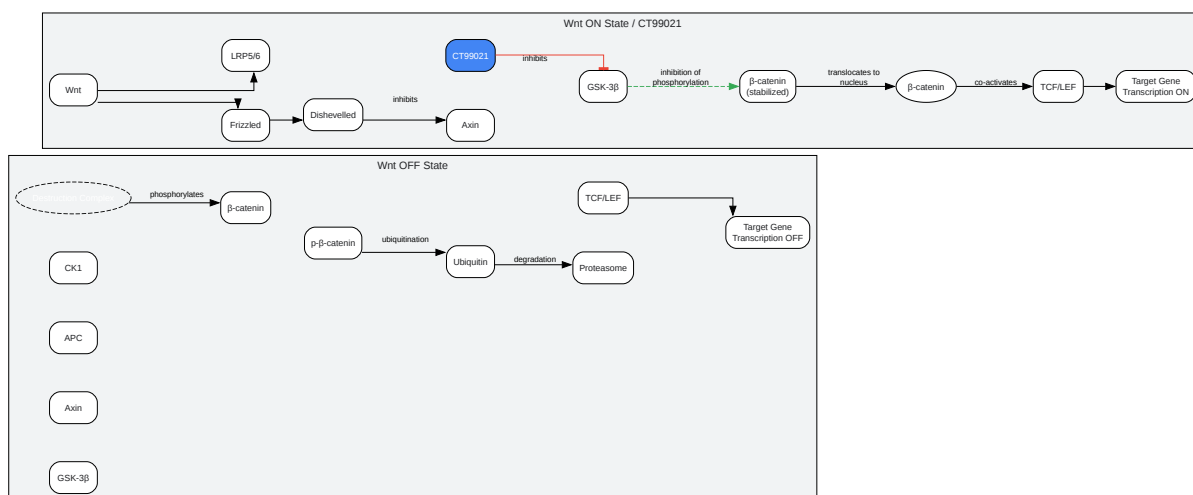 Wnt ON State / CT99021
LRP5/6
CT99021
inhibits
Wnt
GSK-3β
inhibition of
phosphorylation
β-catenin
(stabilized)
translocates to
nucleus
β-catenin
co-activates
TCF/LEF
Target Gene
Transcription ON
Frizzled
Dishevelled
inhibits
Axin
Wnt OFF State
phosphorylates
β-catenin
TCF/LEF
Target Gene
Transcription OFF
p-β-catenin
ubiquitination
Ubiquitin
degradation
Proteasome
CK1
APC
Axin
GSK-3β